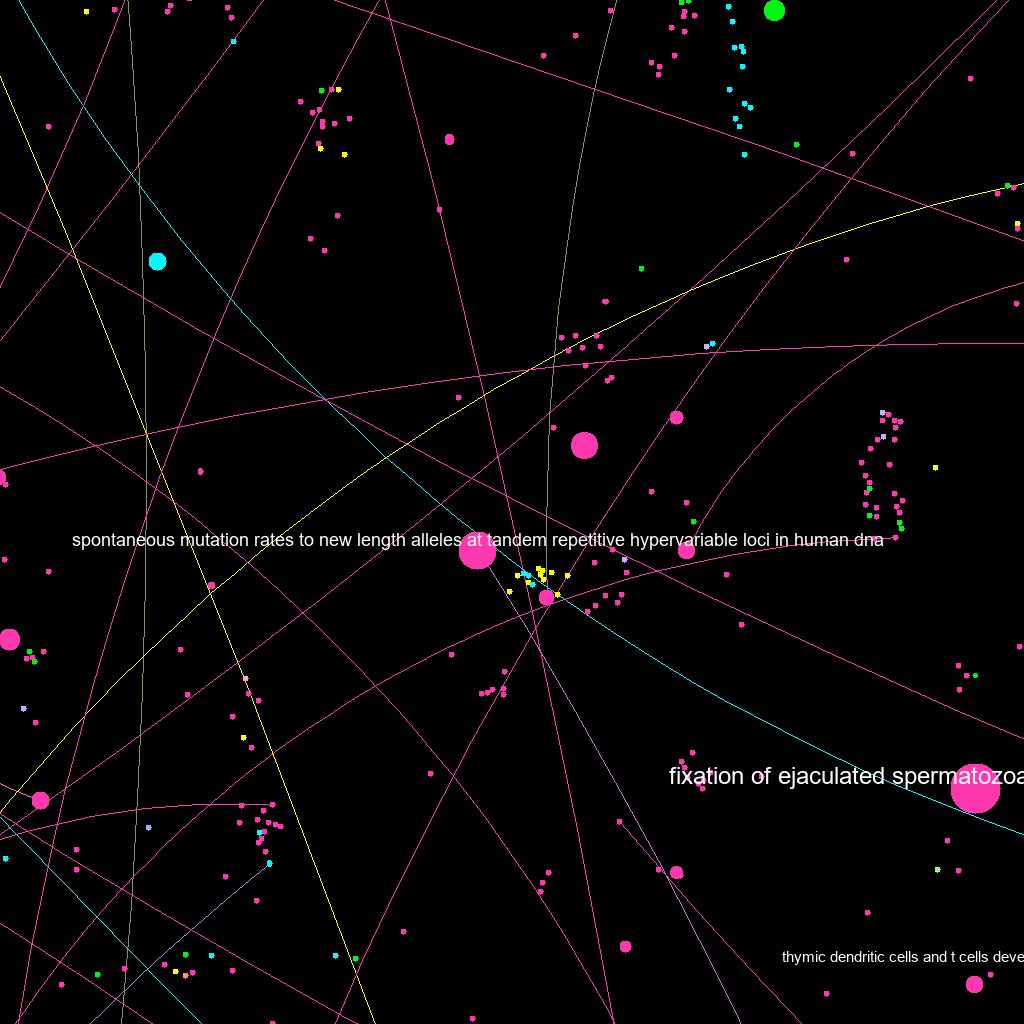 spontaneous mutation rates to new length alleles at tandem repetitive hypervariable loci in human dna
fixation of ejaculated spermatozoa
thymic dendritic cells and t cells deve